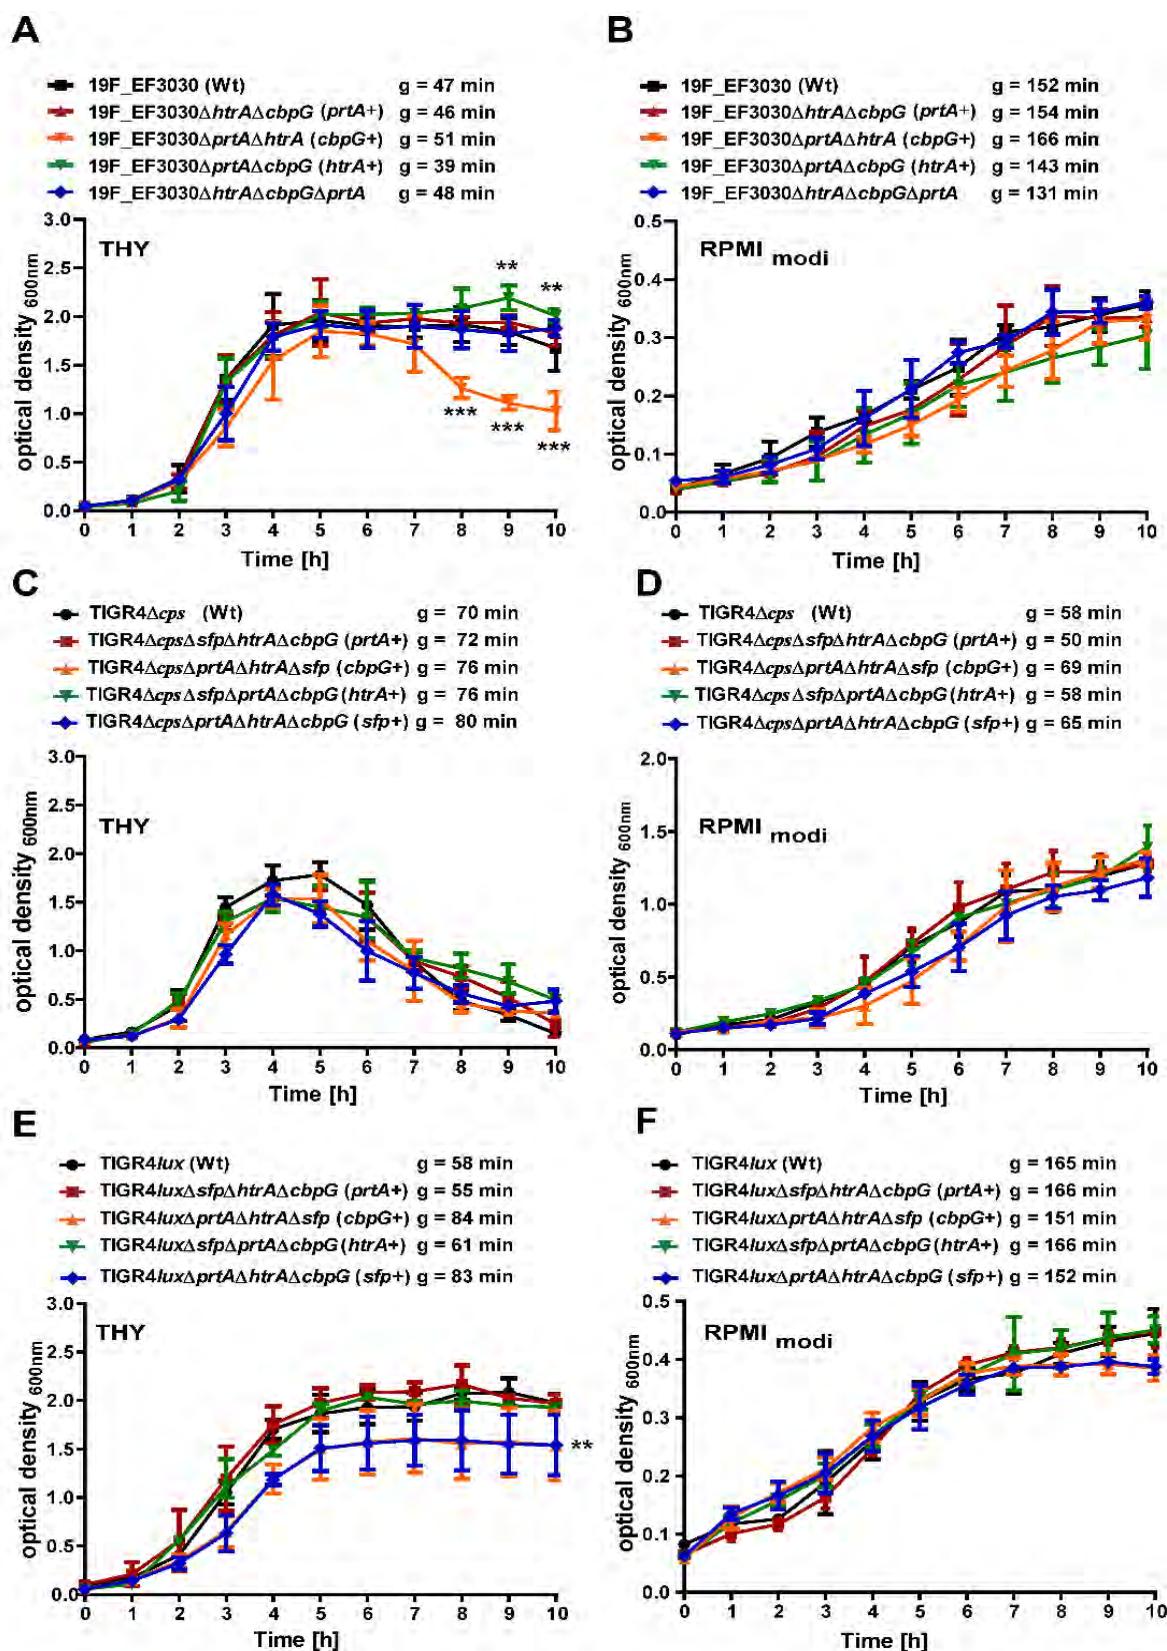 A
19F_EF3030 (Wt) g = 47 min
19F_EF3030ΔhtrAΔcbpG (prtA+) g = 46 min
19F_EF3030ΔprtAΔhtrA (cbpG+) g = 51 min
19F_EF3030ΔprtAΔcbpG (htrA+) g = 39 min
19F_EF3030ΔhtrAΔcbpGΔprtA g = 48 min
THY
optical density 600nm
3.0
2.5
2.0
1.5
1.0
0.5
0.0
** **
*** *** ***
0 1 2 3 4 5 6 7 8 9 10
Time [h]
B
19F_EF3030 (Wt) g = 152 min
19F_EF3030ΔhtrAΔcbpG (prtA+) g = 154 min
19F_EF3030ΔprtAΔhtrA (cbpG+) g = 166 min
19F_EF3030ΔprtAΔcbpG (htrA+) g = 143 min
19F_EF3030ΔhtrAΔcbpGΔprtA g = 131 min
RPMI modi
optical density 600nm
0.5
0.4
0.3
0.2
0.1
0.0
0 1 2 3 4 5 6 7 8 9 10
Time [h]
C
TIGR4Δcps (Wt) g = 70 min
TIGR4ΔcpsΔsfpΔhtrAΔcbpG (prtA+) g = 72 min
TIGR4ΔcpsΔprtAΔhtrAΔsfp (cbpG+) g = 76 min
TIGR4ΔcpsΔsfpΔprtAΔcbpG (htrA+) g = 76 min
TIGR4ΔcpsΔprtAΔhtrAΔcbpG (sfp+) g = 80 min
THY
optical density 600nm
3.0
2.5
2.0
1.5
1.0
0.5
0.0
0 1 2 3 4 5 6 7 8 9 10
Time [h]
D
TIGR4Δcps (Wt) g = 58 min
TIGR4ΔcpsΔsfpΔhtrAΔcbpG (prtA+) g = 50 min
TIGR4ΔcpsΔprtAΔhtrAΔsfp (cbpG+) g = 69 min
TIGR4ΔcpsΔsfpΔprtAΔcbpG (htrA+) g = 58 min
TIGR4ΔcpsΔprtAΔhtrAΔcbpG (sfp+) g = 65 min
RPMI modi
optical density 600nm
2.0
1.5
1.0
0.5
0.0
0 1 2 3 4 5 6 7 8 9 10
Time [h]
E
TIGR4lux (Wt) g = 58 min
TIGR4luxΔsfpΔhtrAΔcbpG (prtA+) g = 55 min
TIGR4luxΔprtAΔhtrAΔsfp (cbpG+) g = 84 min
TIGR4luxΔsfpΔprtAΔcbpG (htrA+) g = 61 min
TIGR4luxΔprtAΔhtrAΔcbpG (sfp+) g = 83 min
THY
optical density 600nm
3.0
2.5
2.0
1.5
1.0
0.5
0.0
**
0 1 2 3 4 5 6 7 8 9 10
Time [h]
F
TIGR4lux (Wt) g = 165 min
TIGR4luxΔsfpΔhtrAΔcbpG (prtA+) g = 166 min
TIGR4luxΔprtAΔhtrAΔsfp (cbpG+) g = 151 min
TIGR4luxΔsfpΔprtAΔcbpG (htrA+) g = 166 min
TIGR4luxΔprtAΔhtrAΔcbpG (sfp+) g = 152 min
RPMI modi
optical density 600nm
0.5
0.4
0.3
0.2
0.1
0.0
0 1 2 3 4 5 6 7 8 9 10
Time [h]